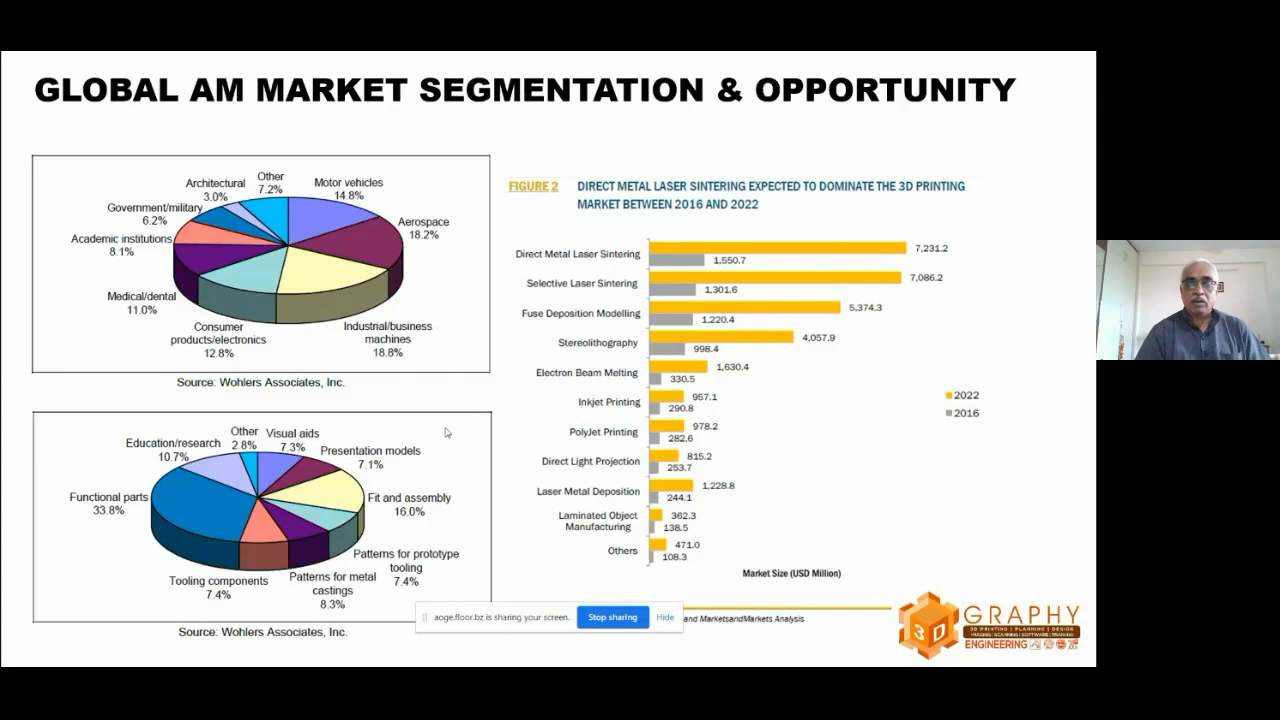 GLOBAL AM MARKET SEGMENTATION & OPPORTUNITY
Architectural
3.0%
Other
7.2%
Motor vehicles
14.8%
Government/military
6.2%
Aerospace
18.2%
Academic institutions
8.1%
Medical/dental
11.0%
Consumer
products/electronics
12.8%
Industrial/business
machines
18.8%
Source: Wohlers Associates, Inc.
Other
2.8%
Visual aids
7.3%
Education/research
10.7%
Presentation models
7.1%
Functional parts
33.8%
Fit and assembly
16.0%
Patterns for prototype
tooling
7.4%
Tooling components
7.4%
Patterns for metal
castings
8.3%
Source: Wohlers Associates, Inc.
FIGURE 2
DIRECT METAL LASER SINTERING EXPECTED TO DOMINATE THE 3D PRINTING
MARKET BETWEEN 2016 AND 2022
Direct Metal Laser Sintering
7,231.2
1,550.7
Selective Laser Sintering
7,086.2
1,301.6
Fuse Deposition Modelling
5,374.3
1,220.4
Stereolithography
4,057.9
998.4
Electron Beam Melting
1,630.4
330.5
Inkjet Printing
957.1
290.8
PolyJet Printing
978.2
282.6
Direct Light Projection
815.2
253.7
Laser Metal Deposition
1,228.8
244.1
Laminated Object
Manufacturing
362.3
138.5
Others
471.0
108.3
2022
2016
Market Size (USD Million)
aoge.floor.bz is sharing your screen.
Stop sharing
Hide
and MarketsandMarkets Analysis
3D
GRAPHY
3D PRINTING | PLANNING | DESIGN
IMAGING | SCANNING | SOFTWARE | TRAINING
ENGINEERING